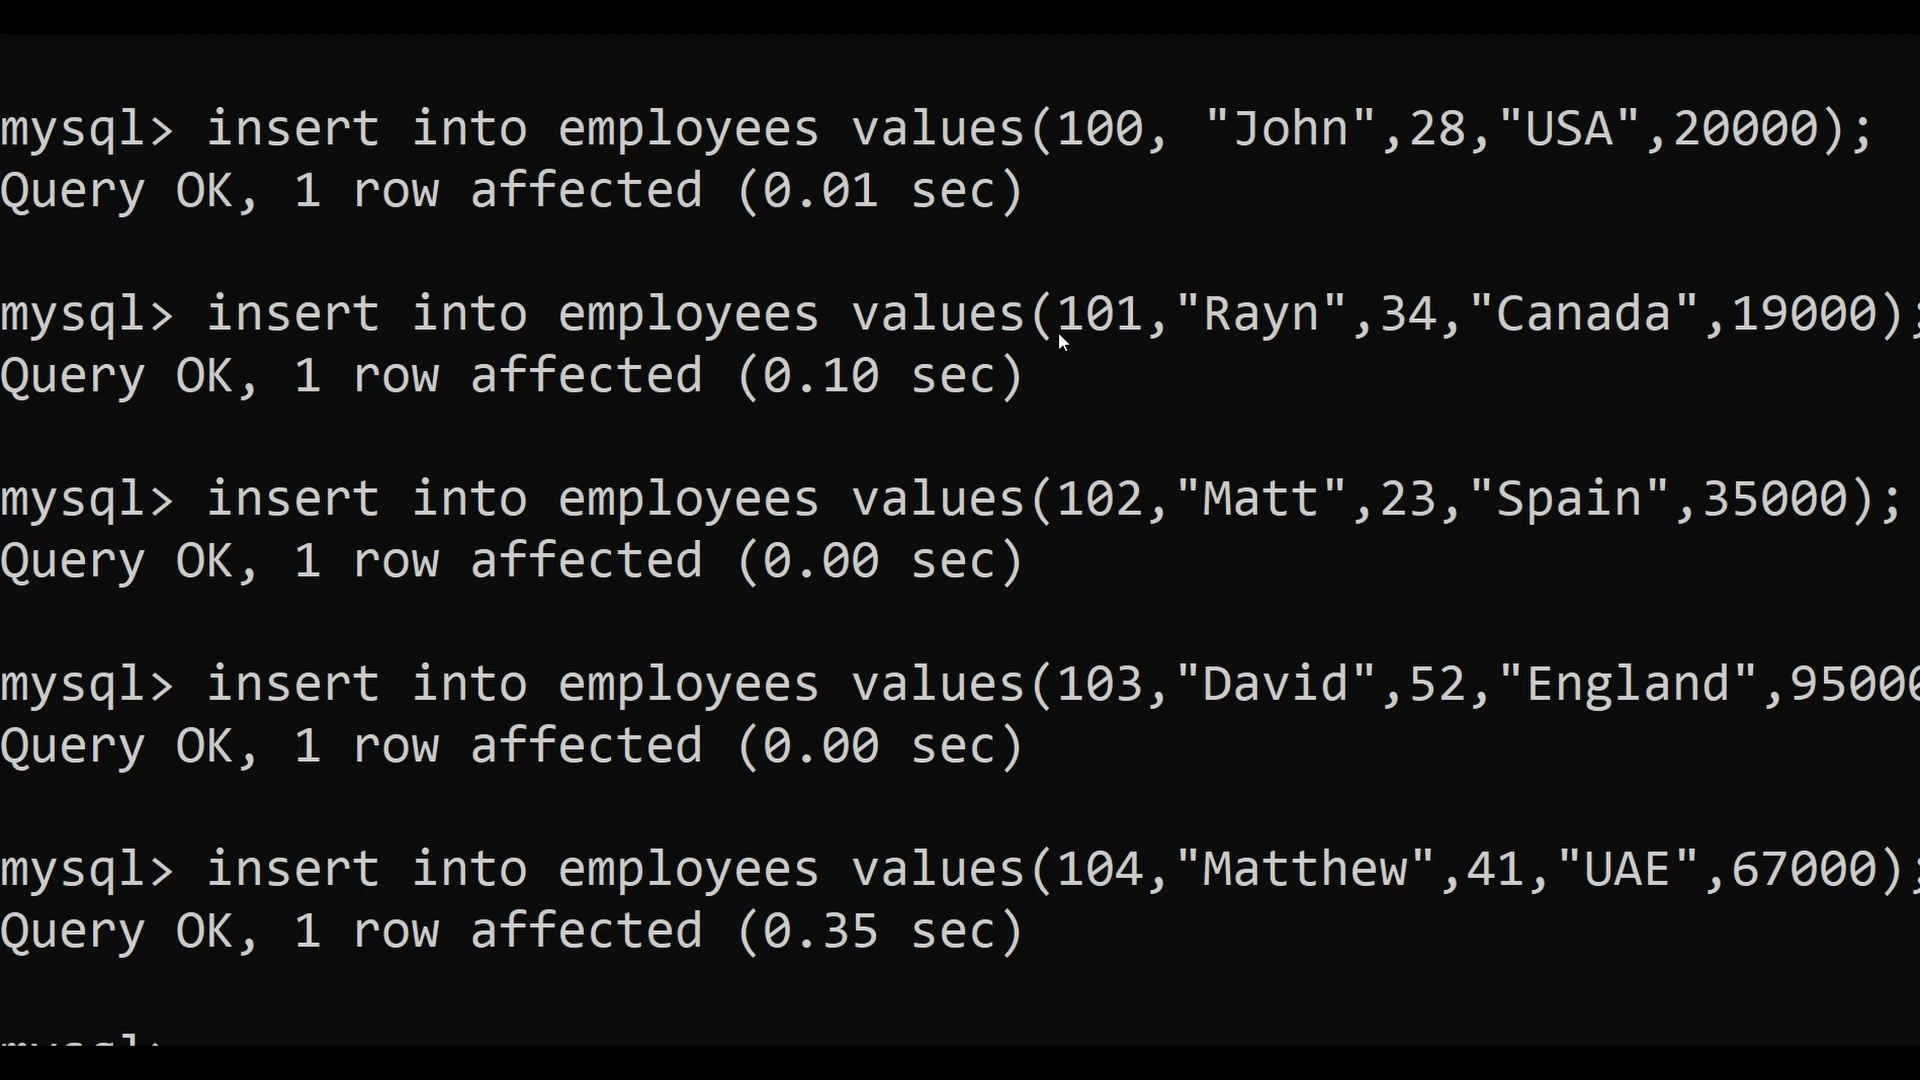 mysql> insert into employees values(100, "John",28,"USA",20000);
Query OK, 1 row affected (0.01 sec)
mysql> insert into employees values(101,"Rayn",34,"Canada",19000);
Query OK, 1 row affected (0.10 sec)
mysql> insert into employees values(102,"Matt",23,"Spain",35000);
Query OK, 1 row affected (0.00 sec)
mysql> insert into employees values(103,"David",52,"England",95000
Query OK, 1 row affected (0.00 sec)
mysql> insert into employees values(104,"Matthew",41,"UAE",67000);
Query OK, 1 row affected (0.35 sec)
mysql>